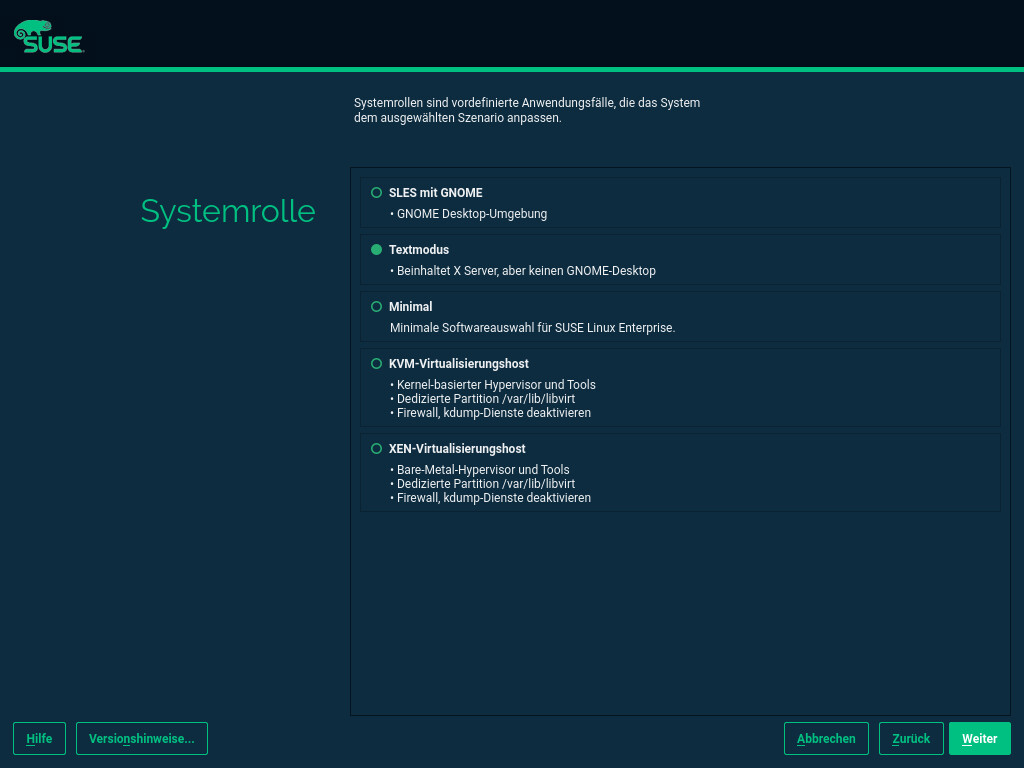 SUSE
Systemrollen sind vordefinierte Anwendungsfälle, die das System
dem ausgewählten Szenario anpassen.
Systemrolle
SLES mit GNOME
• GNOME Desktop-Umgebung
Textmodus
• Beinhaltet X Server, aber keinen GNOME-Desktop
Minimal
Minimale Softwareauswahl für SUSE Linux Enterprise.
KVM-Virtualisierungshost
• Kernel-basierter Hypervisor und Tools
• Dedizierte Partition /var/lib/libvirt
• Firewall, kdump-Dienste deaktivieren
XEN-Virtualisierungshost
• Bare-Metal-Hypervisor und Tools
• Dedizierte Partition /var/lib/libvirt
• Firewall, kdump-Dienste deaktivieren
Hilfe
Versionshinweise...
Abbrechen
Zurück
Weiter